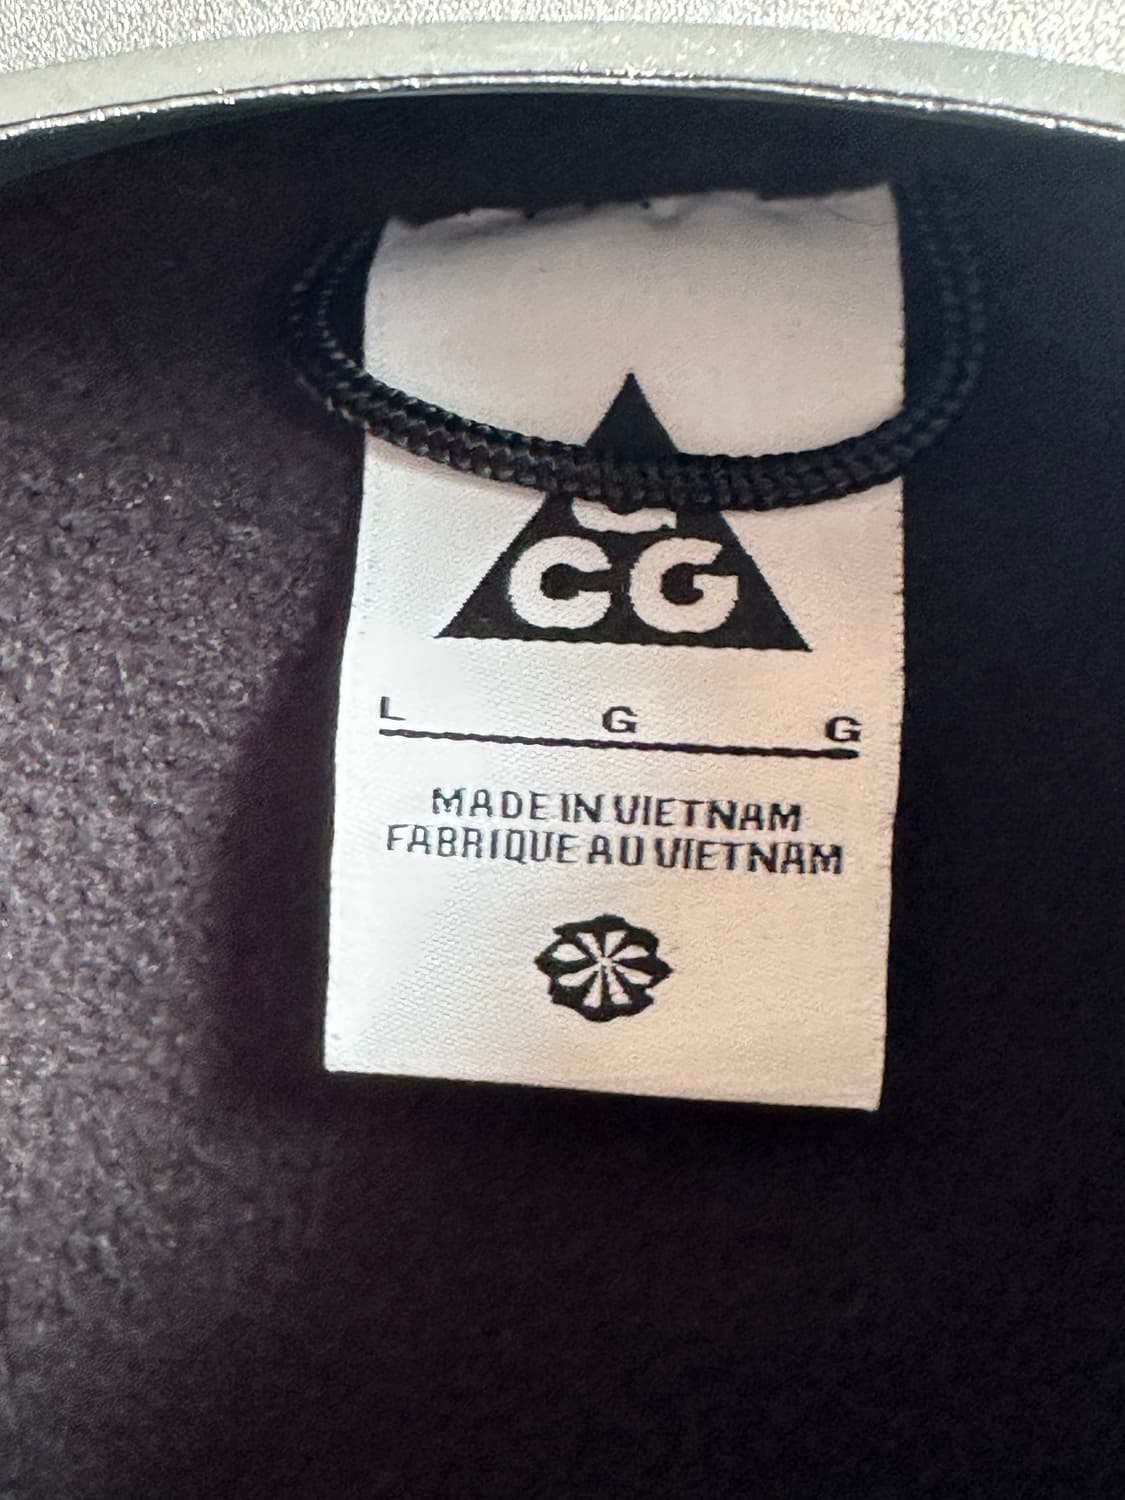 CG
L G G
MADE IN VIETNAM
FABRIQUE AU VIETNAM